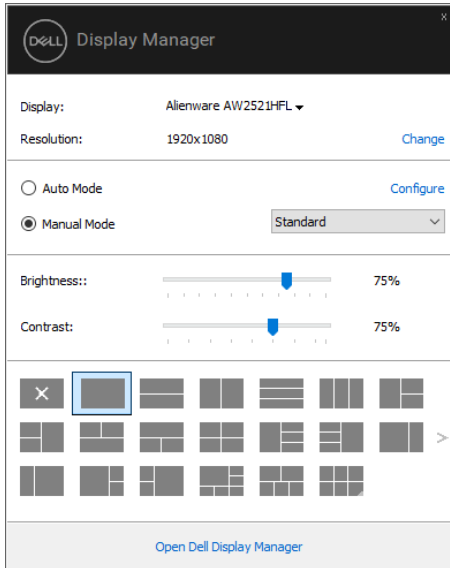 DELL Display Manager
x
Display: Alienware AW2521HFL
Resolution: 1920x1080 Change
Auto Mode Configure
Manual Mode Standard
Brightness:: 75%
Contrast: 75%
Open Dell Display Manager